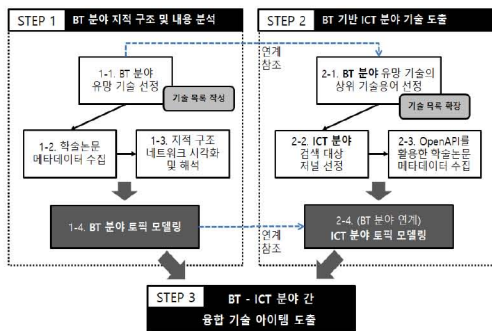 STEP 1 BT 분야 지적 구조 및 내용 분석
1-1. BT 분야
유망 기술 선정
기술 목록 작성
1-2. 학술논문
메타데이터 수집
1-3. 지적 구조
네트워크 시각화
및 해석
1-4. BT 분야 토픽 모델링
연계
참조
연계
참조
STEP 2 BT 기반 ICT 분야 기술 도출
2-1. BT 분야 유망 기술의
상위 기술용어 선정
기술 목록 확장
2-2. ICT 분야
검색 대상
저널 선정
2-3. OpenAPI를
활용한 학술논문
메타데이터 수집
2-4. (BT 분야 연계)
ICT 분야 토픽 모델링
STEP 3 BT - ICT 분야 간
융합 기술 아이템 도출